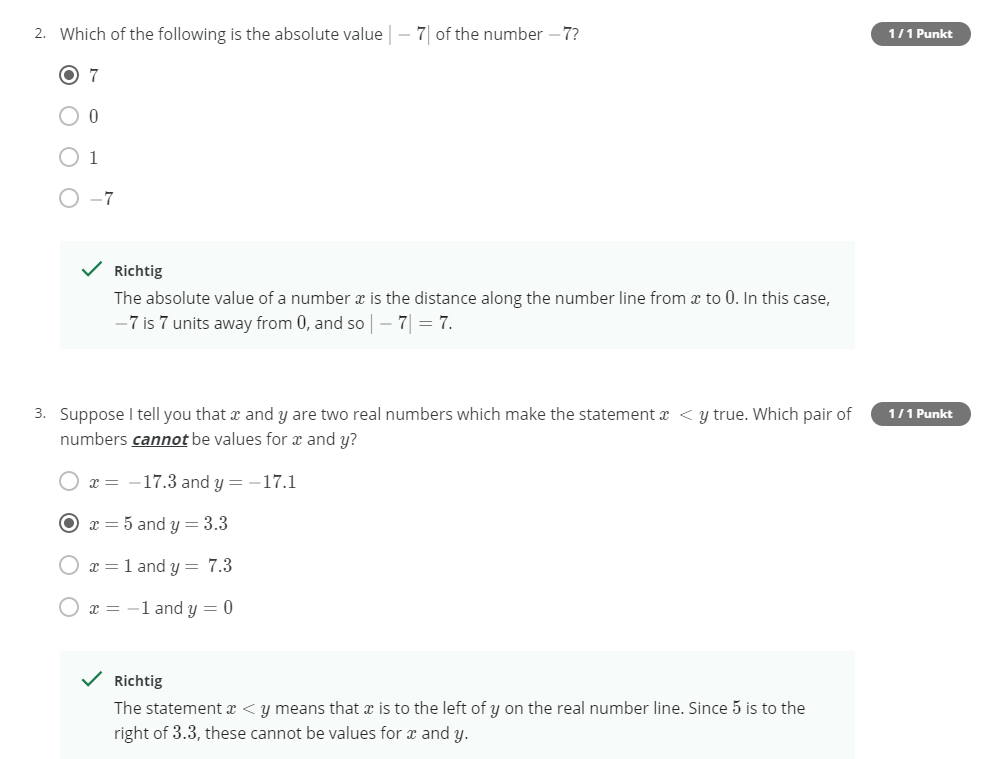 2. Which of the following is the absolute value | − 7| of the number −7?
1 / 1 Punkt
7
0
1
−7
Richtig
The absolute value of a number x is the distance along the number line from x to 0. In this case,
−7 is 7 units away from 0, and so | − 7| = 7.
3. Suppose I tell you that x and y are two real numbers which make the statement x < y true. Which pair of
1 / 1 Punkt
numbers cannot be values for x and y?
x = −17.3 and y = −17.1
x = 5 and y = 3.3
x = 1 and y = 7.3
x = −1 and y = 0
Richtig
The statement x < y means that x is to the left of y on the real number line. Since 5 is to the
right of 3.3, these cannot be values for x and y.